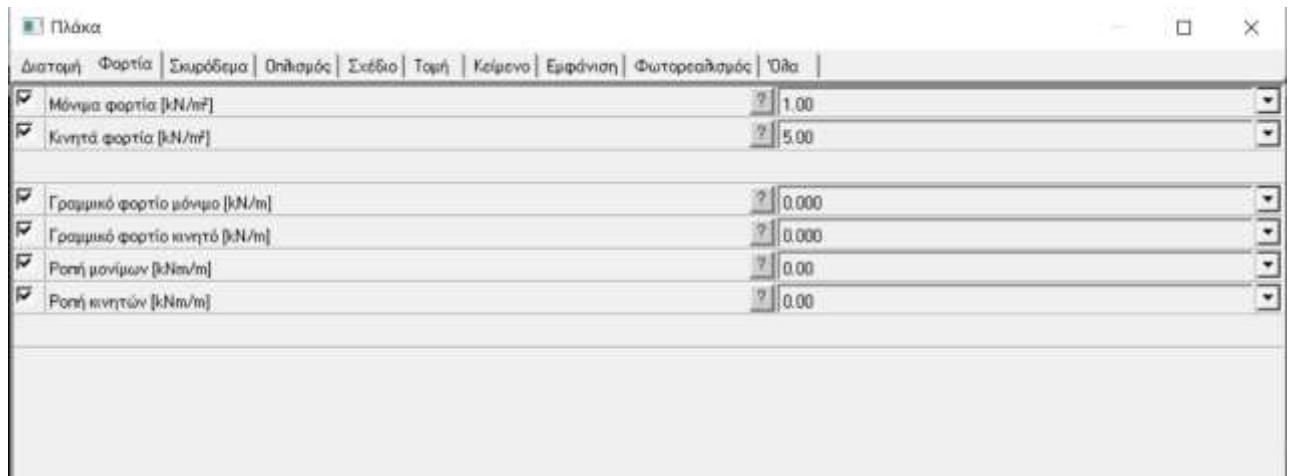 Πλάκα
Διατομή Φορτία Σκυρόδεμα Οπλισμός Σχέδιο Τομή Κείμενο Εμφάνιση Φωτορεαλισμός Όλα
Μόνιμα φορτία [kN/m²] ? 1.00
Κινητά φορτία [kN/m²] ? 5.00
Γραμμικό φορτίο μόνιμο [kN/m] ? 0.000
Γραμμικό φορτίο κινητό [kN/m] ? 0.000
Ροπή μονίμων [kNm/m] ? 0.00
Ροπή κινητών [kNm/m] ? 0.00